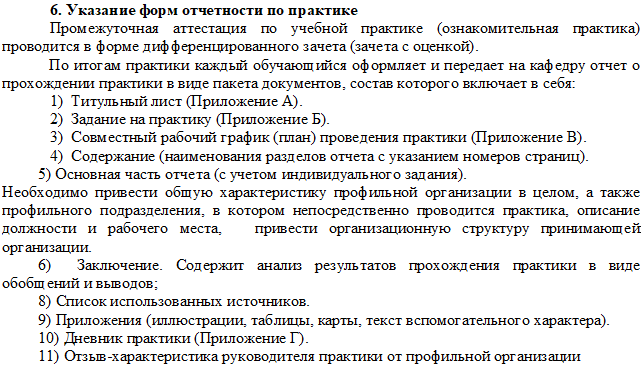 6. Указание форм отчетности по практике
Промежуточная аттестация по учебной практике (ознакомительная практика)
проводится в форме дифференцированного зачета (зачета с оценкой).
По итогам практики каждый обучающийся оформляет и передает на кафедру отчет о
прохождении практики в виде пакета документов, состав которого включает в себя:
1) Титульный лист (Приложение А).
2) Задание на практику (Приложение Б).
3) Совместный рабочий график (план) проведения практики (Приложение В).
4) Содержание (наименования разделов отчета с указанием номеров страниц).
5) Основная часть отчета (с учетом индивидуального задания).
Необходимо привести общую характеристику профильной организации в целом, а также
профильного подразделения, в котором непосредственно проводится практика, описание
должности и рабочего места, привести организационную структуру принимающей
организации.
6) Заключение. Содержит анализ результатов прохождения практики в виде
обобщений и выводов;
8) Список использованных источников.
9) Приложения (иллюстрации, таблицы, карты, текст вспомогательного характера).
10) Дневник практики (Приложение Г).
11) Отзыв-характеристика руководителя практики от профильной организации